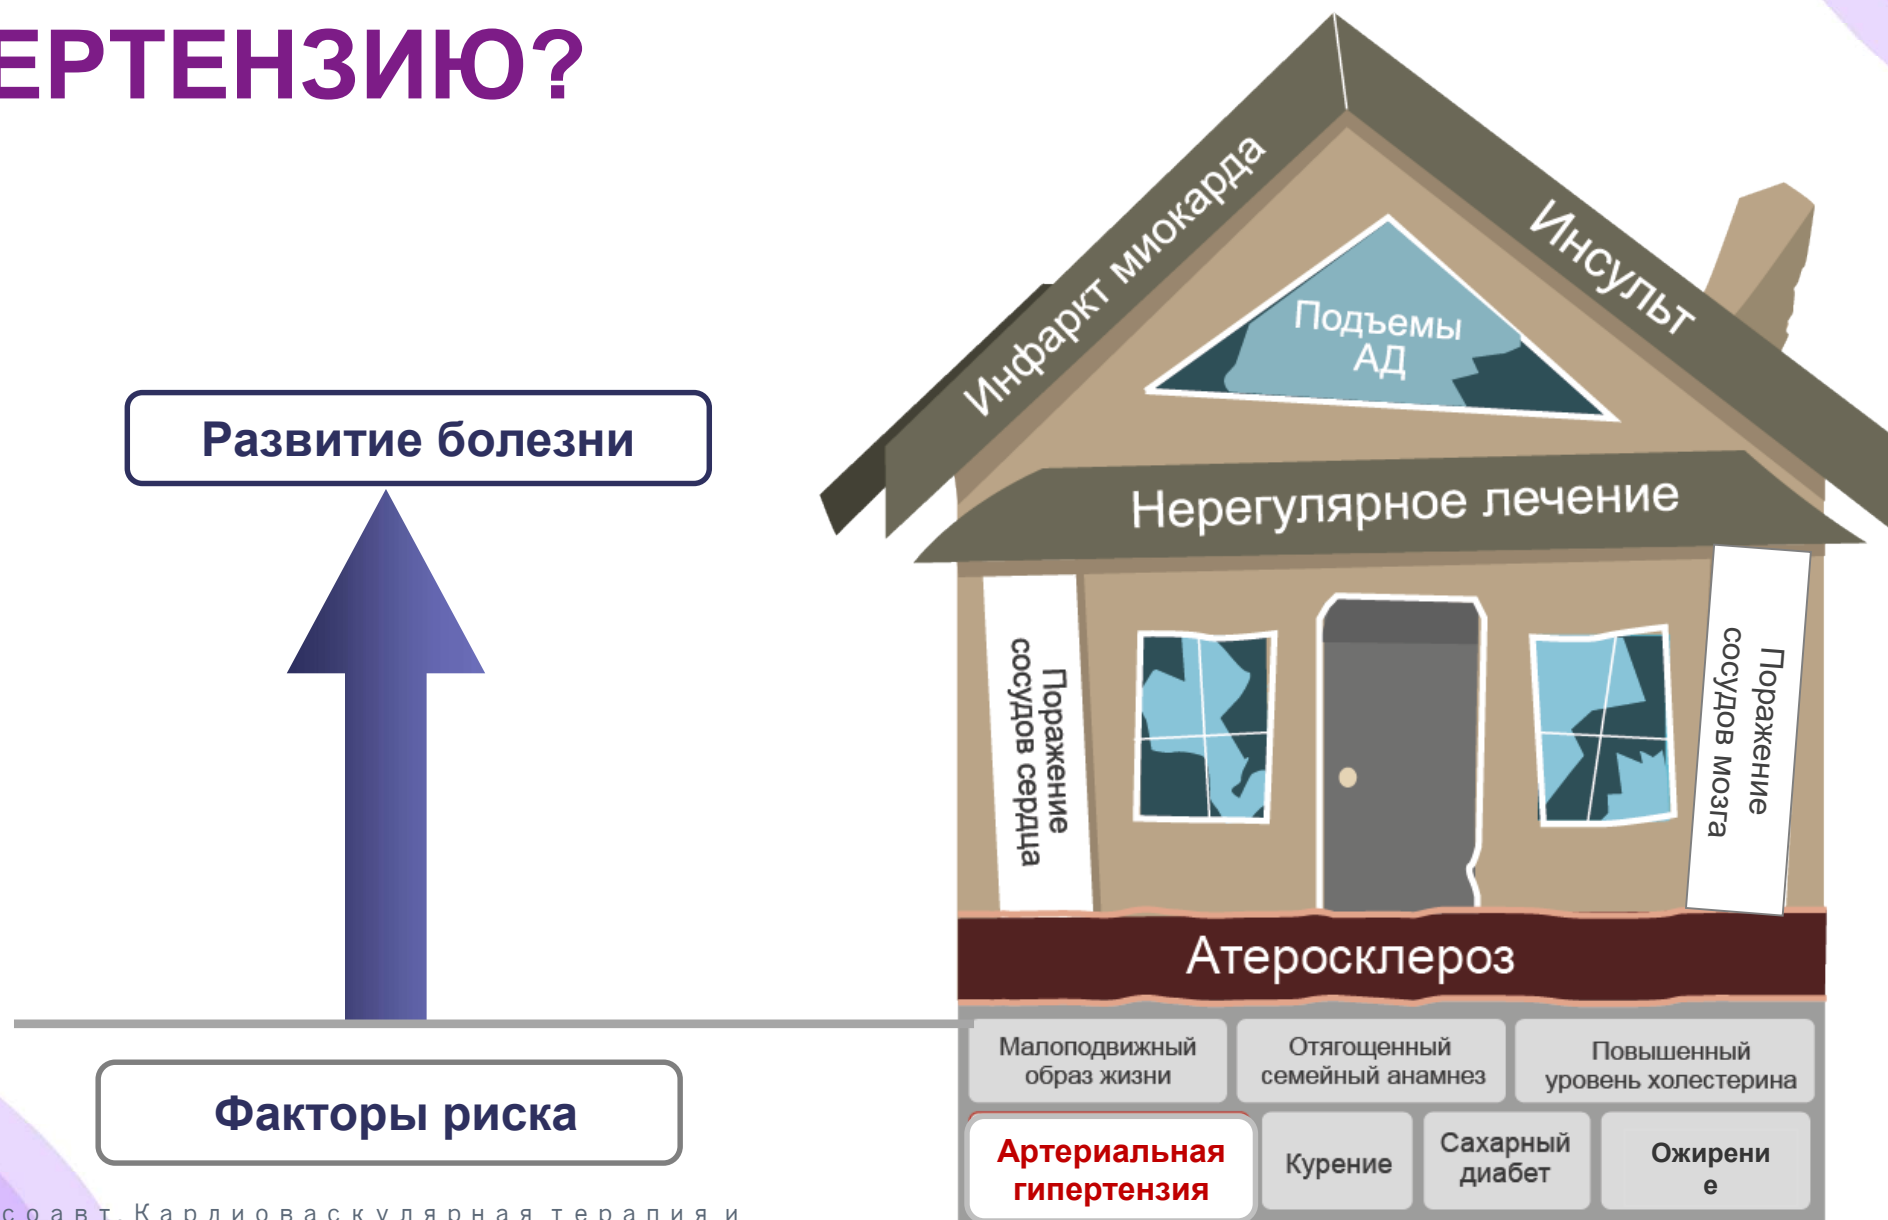 ЕРТЕНЗИЮ?
Инфаркт миокарда
Инсульт
Подъемы
АД
Развитие болезни
Нерегулярное лечение
Поражение
сосудов сердца
Поражение
сосудов мозга
Атеросклероз
Малоподвижный
образ жизни
Отягощенный
семейный анамнез
Повышенный
уровень холестерина
Факторы риска
Артериальная
гипертензия
Курение
Сахарный
диабет
Ожирени
е
соавт. Кардиоваскулярная терапия и